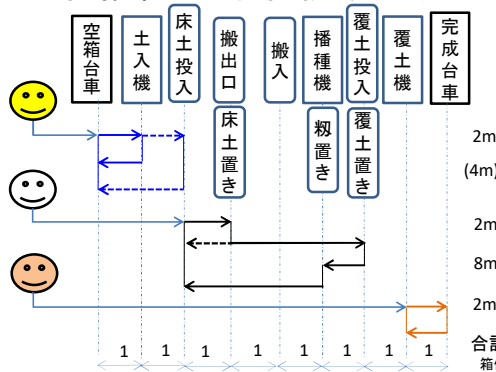 空箱台車
土入機
床土投入
搬出口
搬入
播種機
覆土投入
覆土機
完成台車
床土置き
籾置き
覆土置き
2m
(4m)
2m
8m
2m
1 1 1 1 1 1 1 1
合計
箱